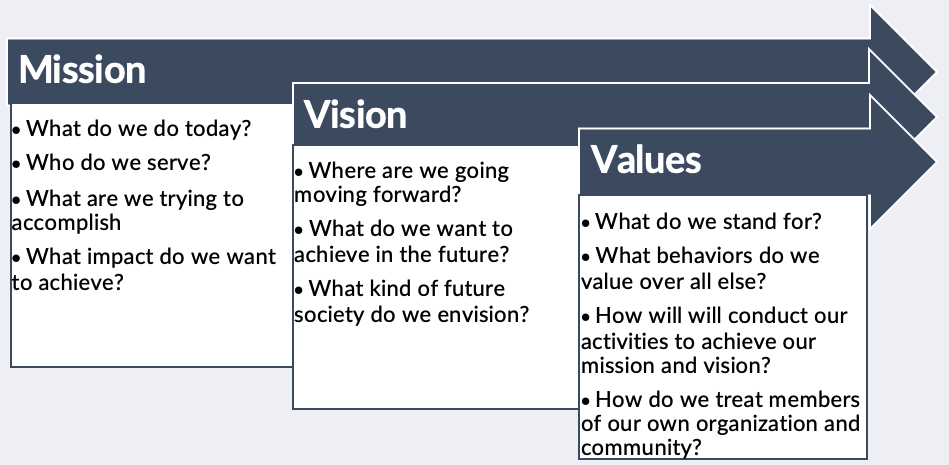 Mission
• What do we do today?
• Who do we serve?
• What are we trying to
accomplish
• What impact do we want
to achieve?
Vision
• Where are we going
moving forward?
• What do we want to
achieve in the future?
• What kind of future
society do we envision?
Values
• What do we stand for?
• What behaviors do we
value over all else?
• How will will conduct our
activities to achieve our
mission and vision?
• How do we treat members
of our own organization and
community?